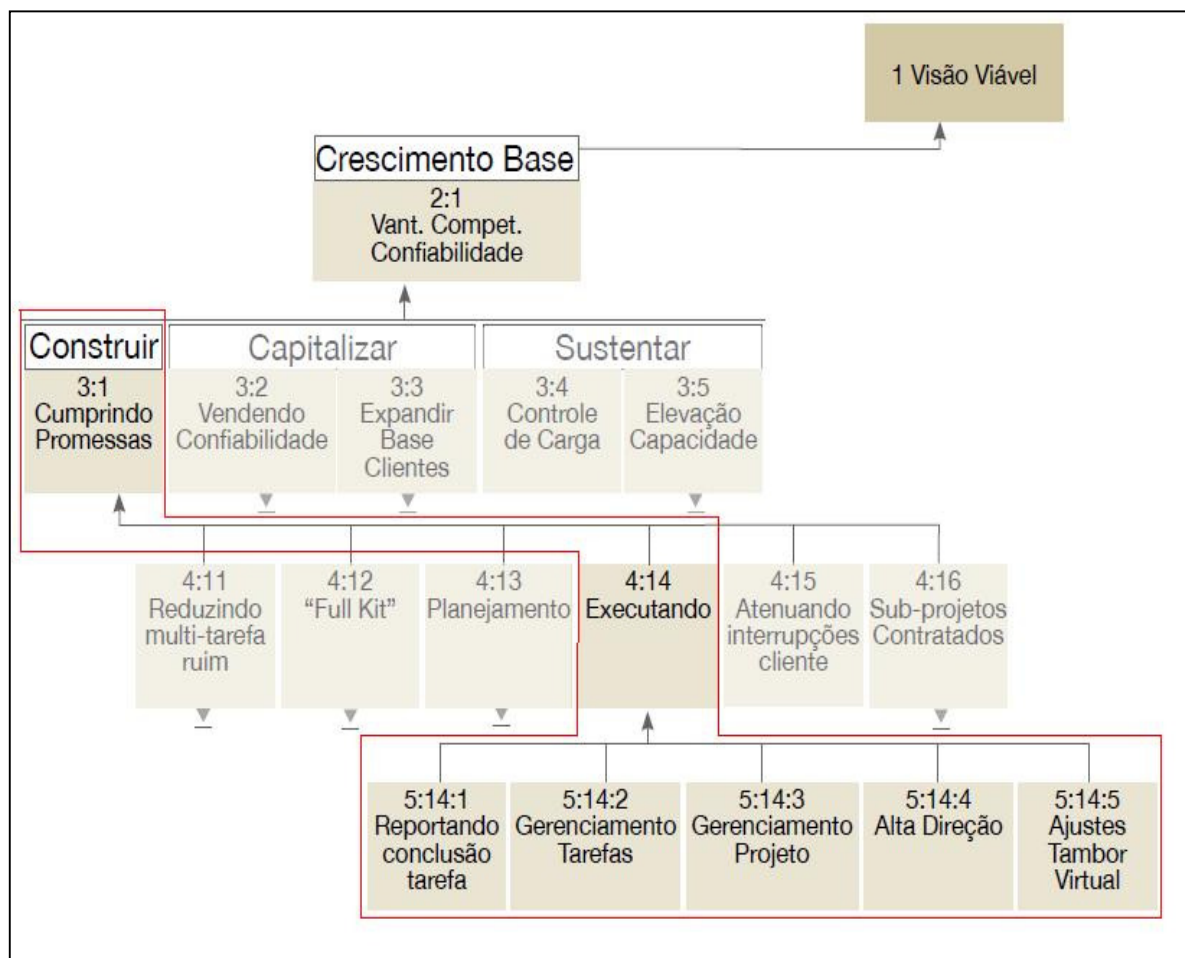 1 Visão Viável
Crescimento Base
2:1
Vant. Compet.
Confiabilidade
Construir
Capitalizar
Sustentar
3:1
Cumprindo
Promessas
3:2
Vendendo
Confiabilidade
3:3
Expandir
Base
Clientes
3:4
Controle
de Carga
3:5
Elevação
Capacidade
4:11
Reduzindo
multi-tarefa
ruim
4:12
“Full Kit”
4:13
Planejamento
4:14
Executando
4:15
Atenuando
interrupções
cliente
4:16
Sub-projetos
Contratados
5:14:1
Reportando
conclusão
tarefa
5:14:2
Gerenciamento
Tarefas
5:14:3
Gerenciamento
Projeto
5:14:4
Alta Direção
5:14:5
Ajustes
Tambor
Virtual